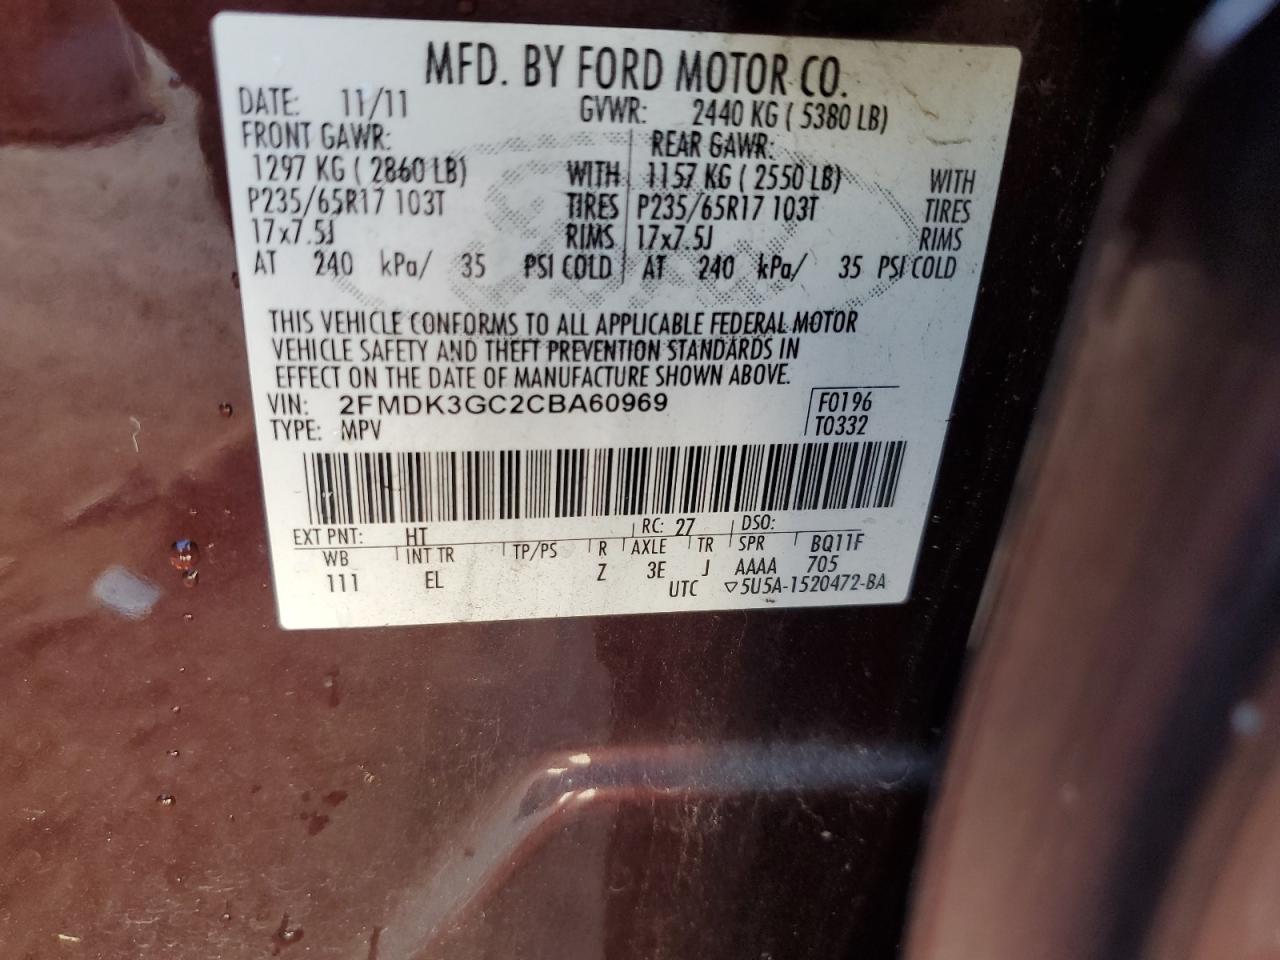 MFD. BY FORD MOTOR CO.
DATE: 11/11 GVWR: 2440 KG ( 5380 LB)
FRONT GAWR: REAR GAWR:
1297 KG ( 2860 LB) WITH 1157 KG ( 2550 LB) WITH
P235/65R17 103T TIRES P235/65R17 103T TIRES
17x7.5J RIMS 17x7.5J RIMS
AT 240 kPa/ 35 PSI COLD AT 240 kPa/ 35 PSI COLD
THIS VEHICLE CONFORMS TO ALL APPLICABLE FEDERAL MOTOR
VEHICLE SAFETY AND THEFT PREVENTION STANDARDS IN
EFFECT ON THE DATE OF MANUFACTURE SHOWN ABOVE.
VIN: 2FMDK3GC2CBA60969 F0196
TYPE: MPV T0332
EXT PNT: HT RC: 27 DSO:
WB INT TR TP/PS R AXLE TR SPR BQ11F
111 EL Z 3E J AAAA 705
UTC ▽5U5A-1520472-BA